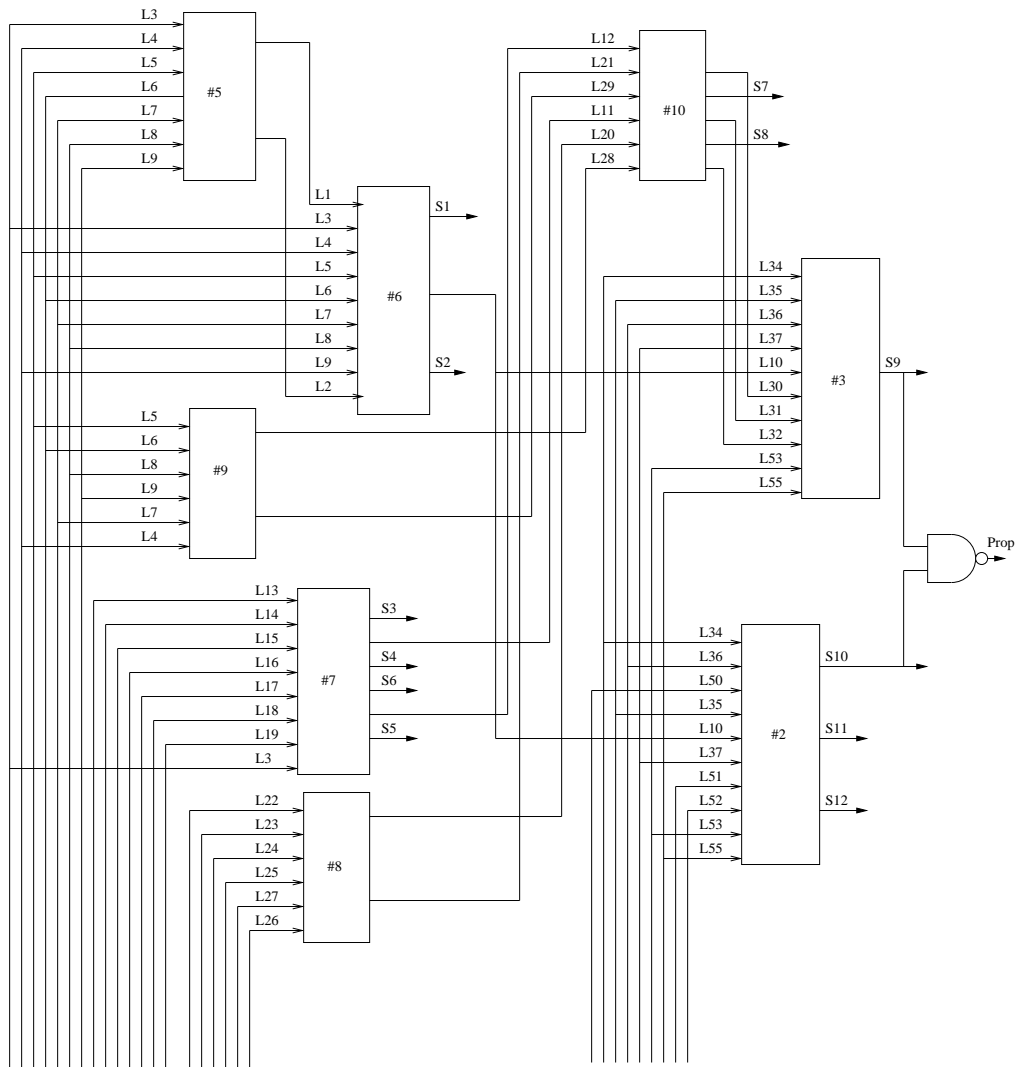 L3
L4
L5
L6
L7
L8
L9
#5
L1
L3
L4
L5
L6
L7
L8
L9
L2
#6
S1
S2
L5
L6
L8
L9
L7
L4
#9
L13
L14
L15
L16
L17
L18
L19
L3
#7
S3
S4
S6
S5
L22
L23
L24
L25
L27
L26
#8
L12
L21
L29
L11
L20
L28
#10
S7
S8
L34
L35
L36
L37
L10
L30
L31
L32
L53
L55
#3
S9
Prop
L34
L36
L50
L35
L10
L37
L51
L52
L53
L55
#2
S10
S11
S12